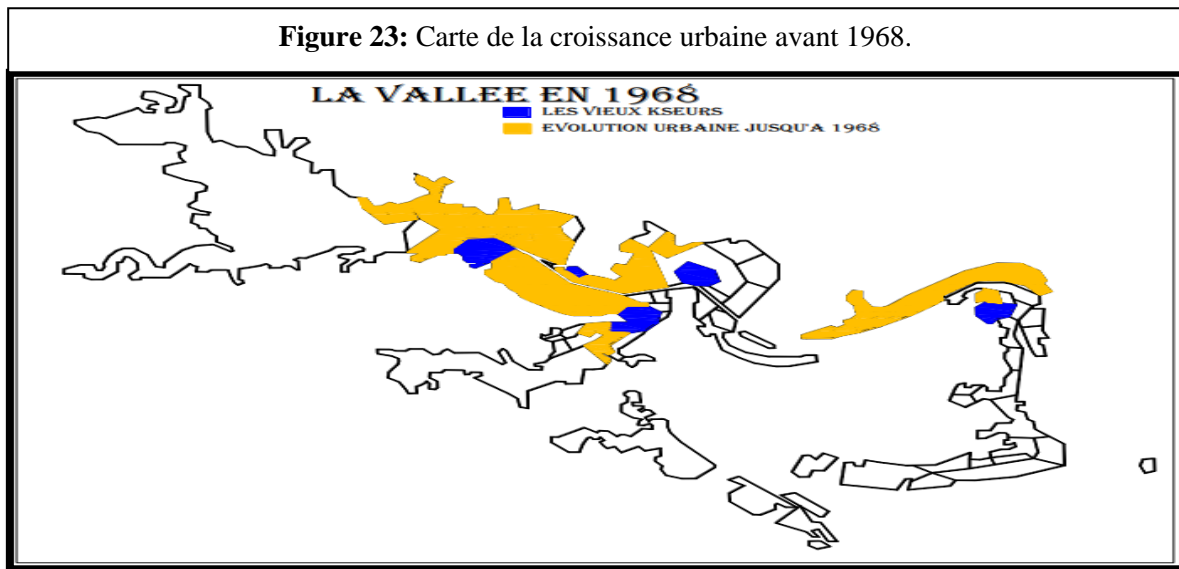 Figure 23: Carte de la croissance urbaine avant 1968.
LA VALLEE EN 1968
LES VIEUX KSEURS
EVOLUTION URBAINE JUSQU'A 1968